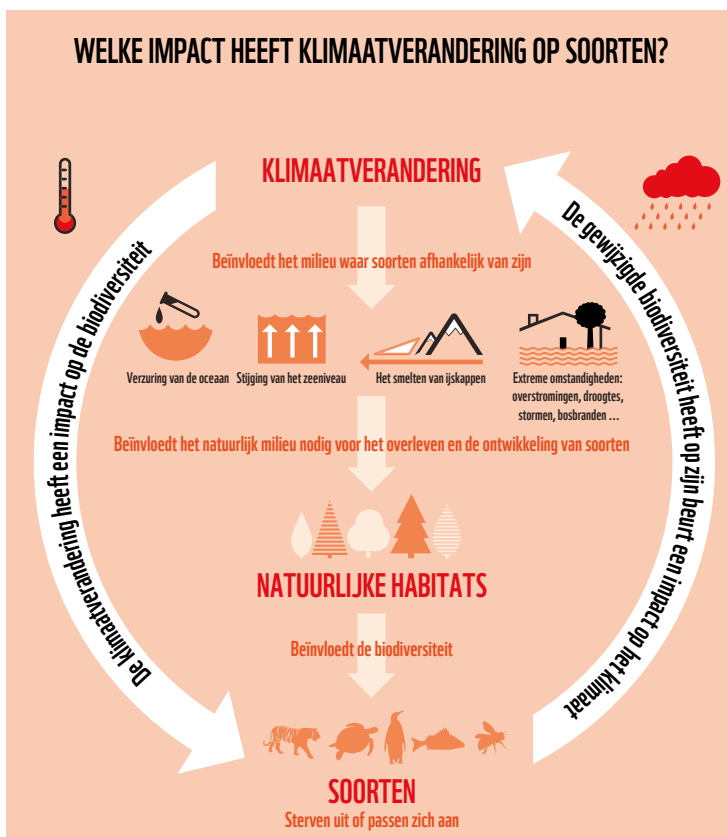 WELKE IMPACT HEEFT KLIMAATVERANDERING OP SOORTEN?
KLIMAATVERANDERING
De klimaatverandering heeft een impact op de biodiversiteit
De gewijzigde biodiversiteit heeft op zijn beurt een impact op het klimaat
Beïnvloedt het milieu waar soorten afhankelijk van zijn
Verzuring van de oceaan
Stijging van het zeeniveau
Het smelten van ijskappen
Extreme omstandigheden:
overstromingen, droogtes,
stormen, bosbranden ...
Beïnvloedt het natuurlijk milieu nodig voor het overleven en de ontwikkeling van soorten
NATUURLIJKE HABITATS
Beïnvloedt de biodiversiteit
SOORTEN
Sterven uit of passen zich aan